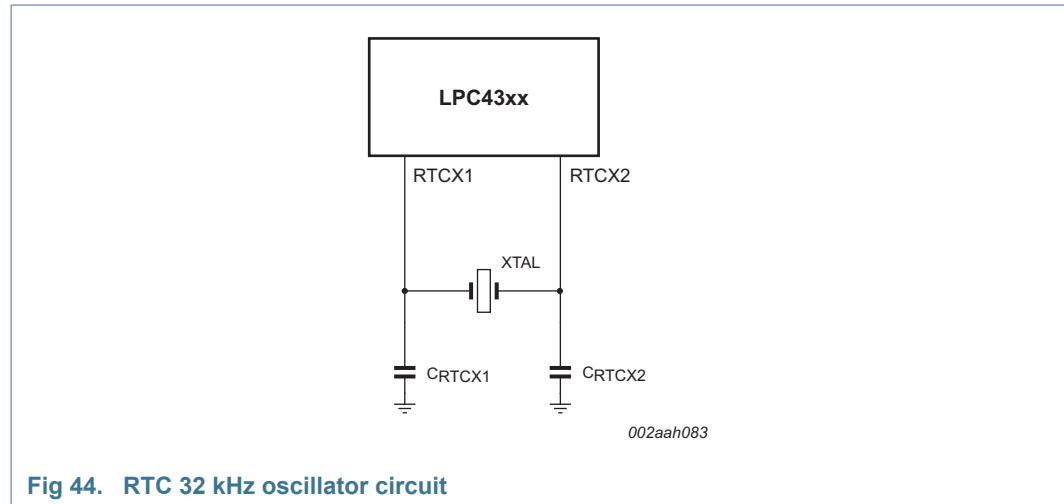 LPC43xx
RTCX1 RTCX2
XTAL
CRTCX1 CRTCX2
002aah083
Fig 44. RTC 32 kHz oscillator circuit